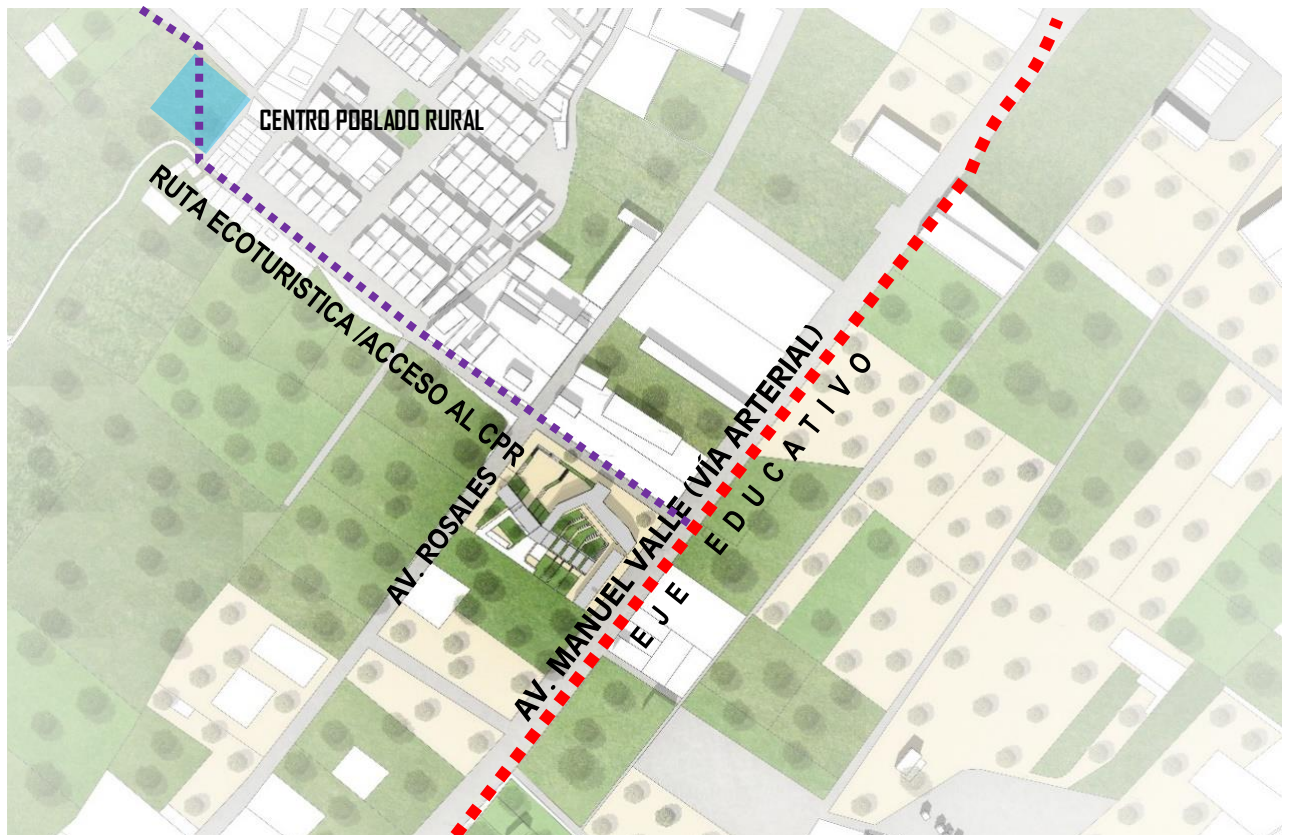 CENTRO POBLADO RURAL
RUTA ECOTURISTICA /ACCESO AL CPR
AV. ROSALES
AV. MANUEL VALLE (VÍA ARTERIAL)
EJE EDUCATIVO